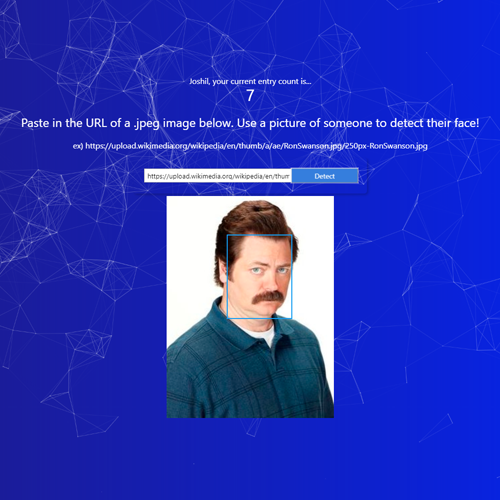 Joshil, your current entry count is...
7
Paste in the URL of a .jpeg image below. Use a picture of someone to detect their face!
ex) https://upload.wikimedia.org/wikipedia/en/thumb/a/ae/RonSwanson.jpg/250px-RonSwanson.jpg
https://upload.wikimedia.org/wikipedia/en/thum Detect